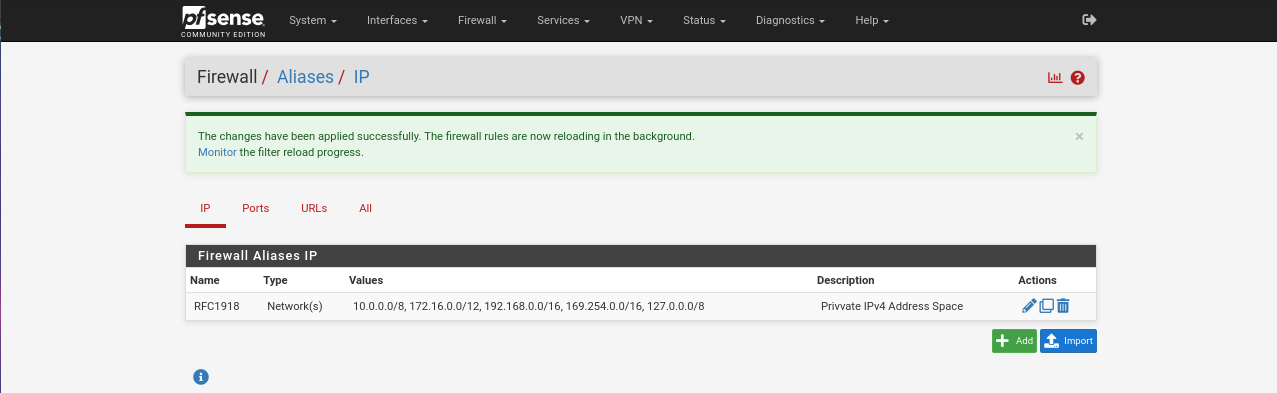 pfsense
COMMUNITY EDITION
System Interfaces Firewall Services VPN Status Diagnostics Help
Firewall / Aliases / IP
The changes have been applied successfully. The firewall rules are now reloading in the background.
×
Monitor the filter reload progress.
IP Ports URLs All
Firewall Aliases IP
Name Type Values Description Actions
RFC1918 Network(s) 10.0.0.0/8, 172.16.0.0/12, 192.168.0.0/16, 169.254.0.0/16, 127.0.0.0/8 Privvate IPv4 Address Space
Add Import